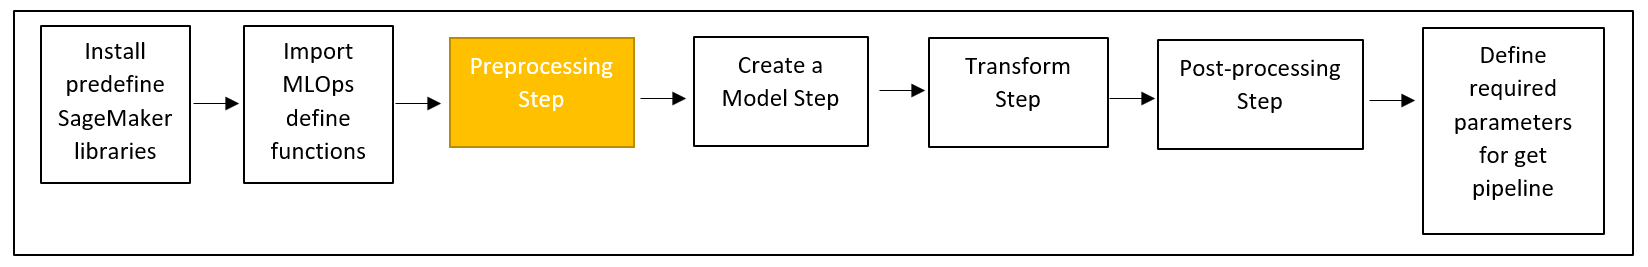 Install
predefine
SageMaker
libraries
Import
MLOps
define
functions
Preprocessing
Step
Create a
Model Step
Transform
Step
Post-processing
Step
Define
required
parameters
for get
pipeline